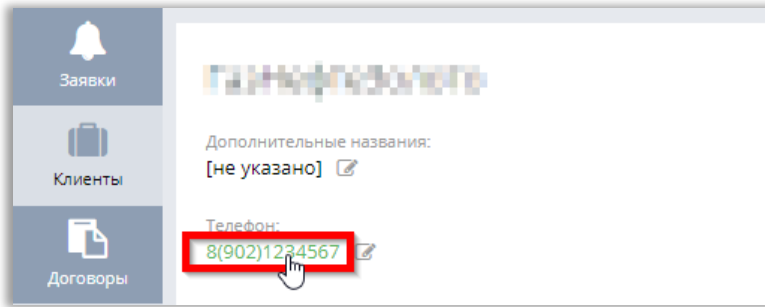 Заявки
Клиенты
Договоры
Дополнительные названия:
[не указано]
Телефон:
8(902)1234567